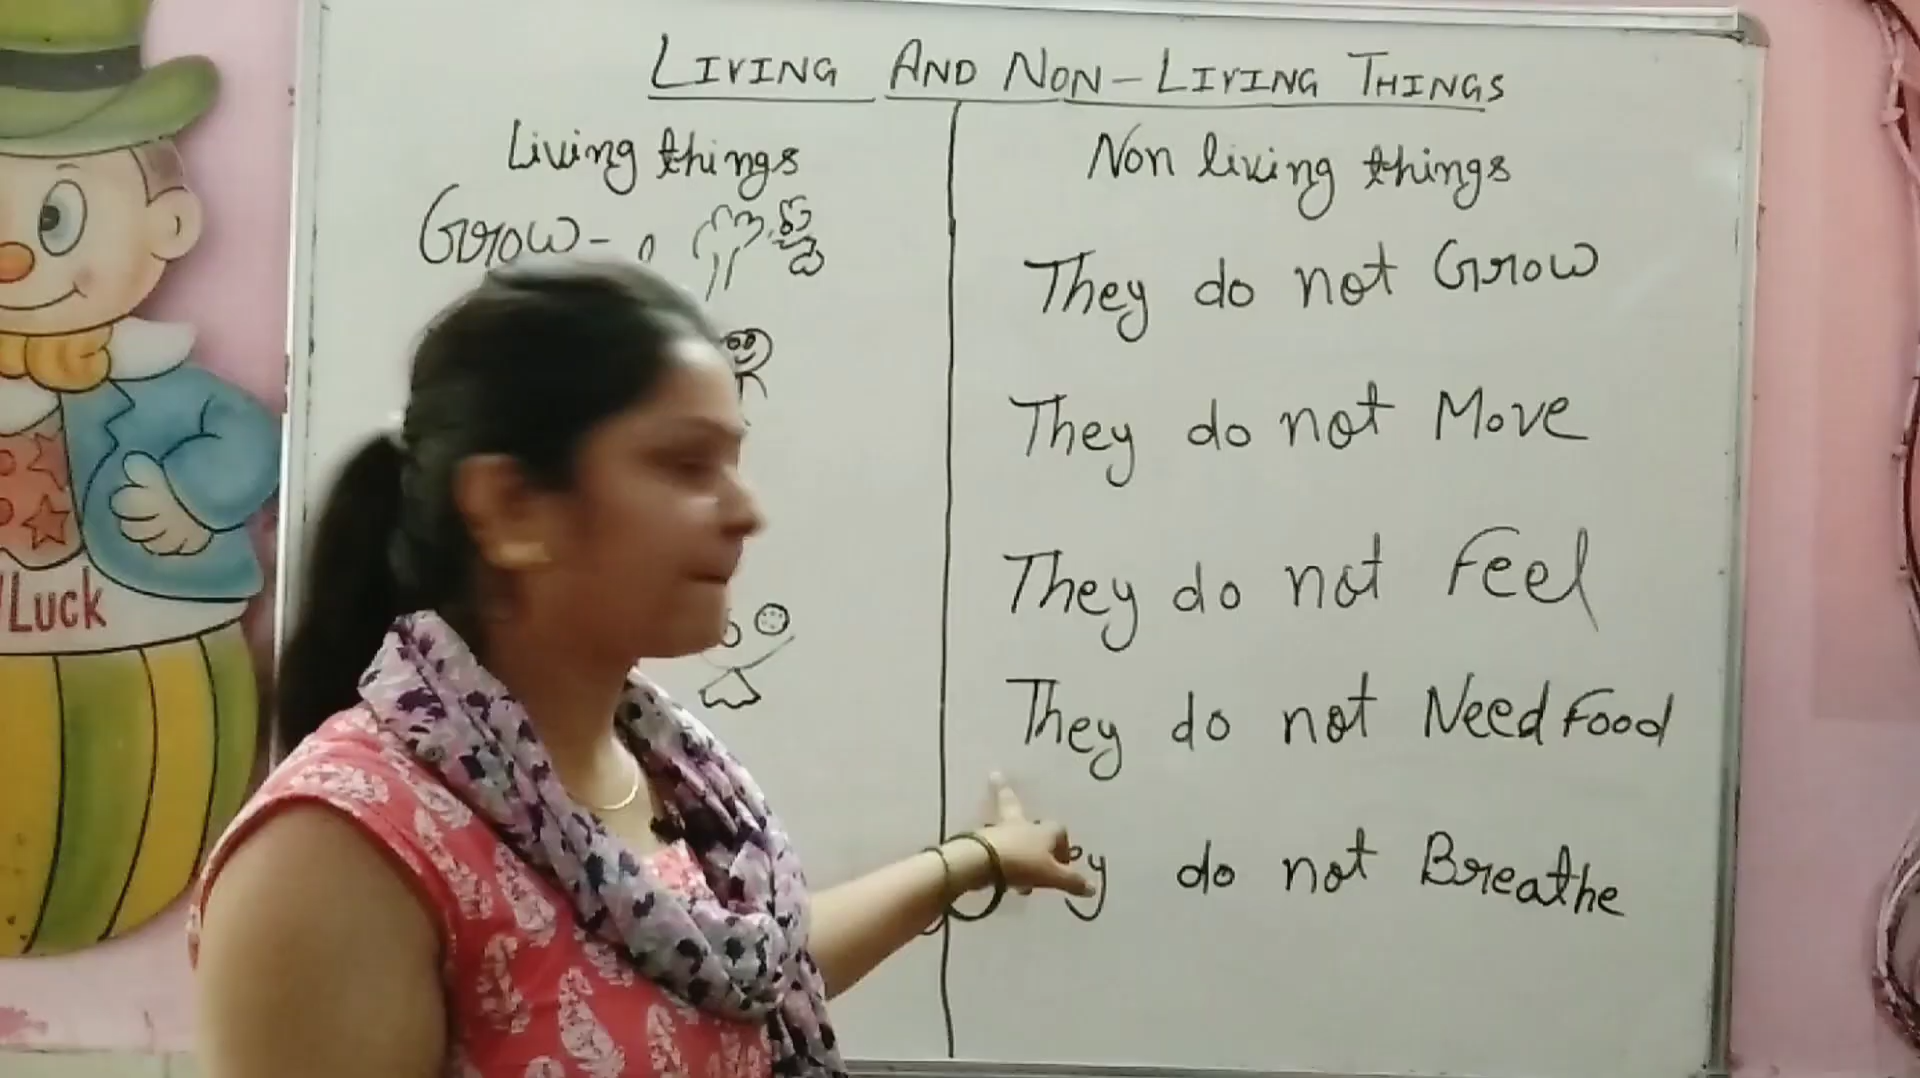 LIVING AND NON-LIVING THINGS
Living things
Grow-
Non living things
They do not Grow
They do not Move
They do not Feel
They do not Need Food
do not Breathe
Luck